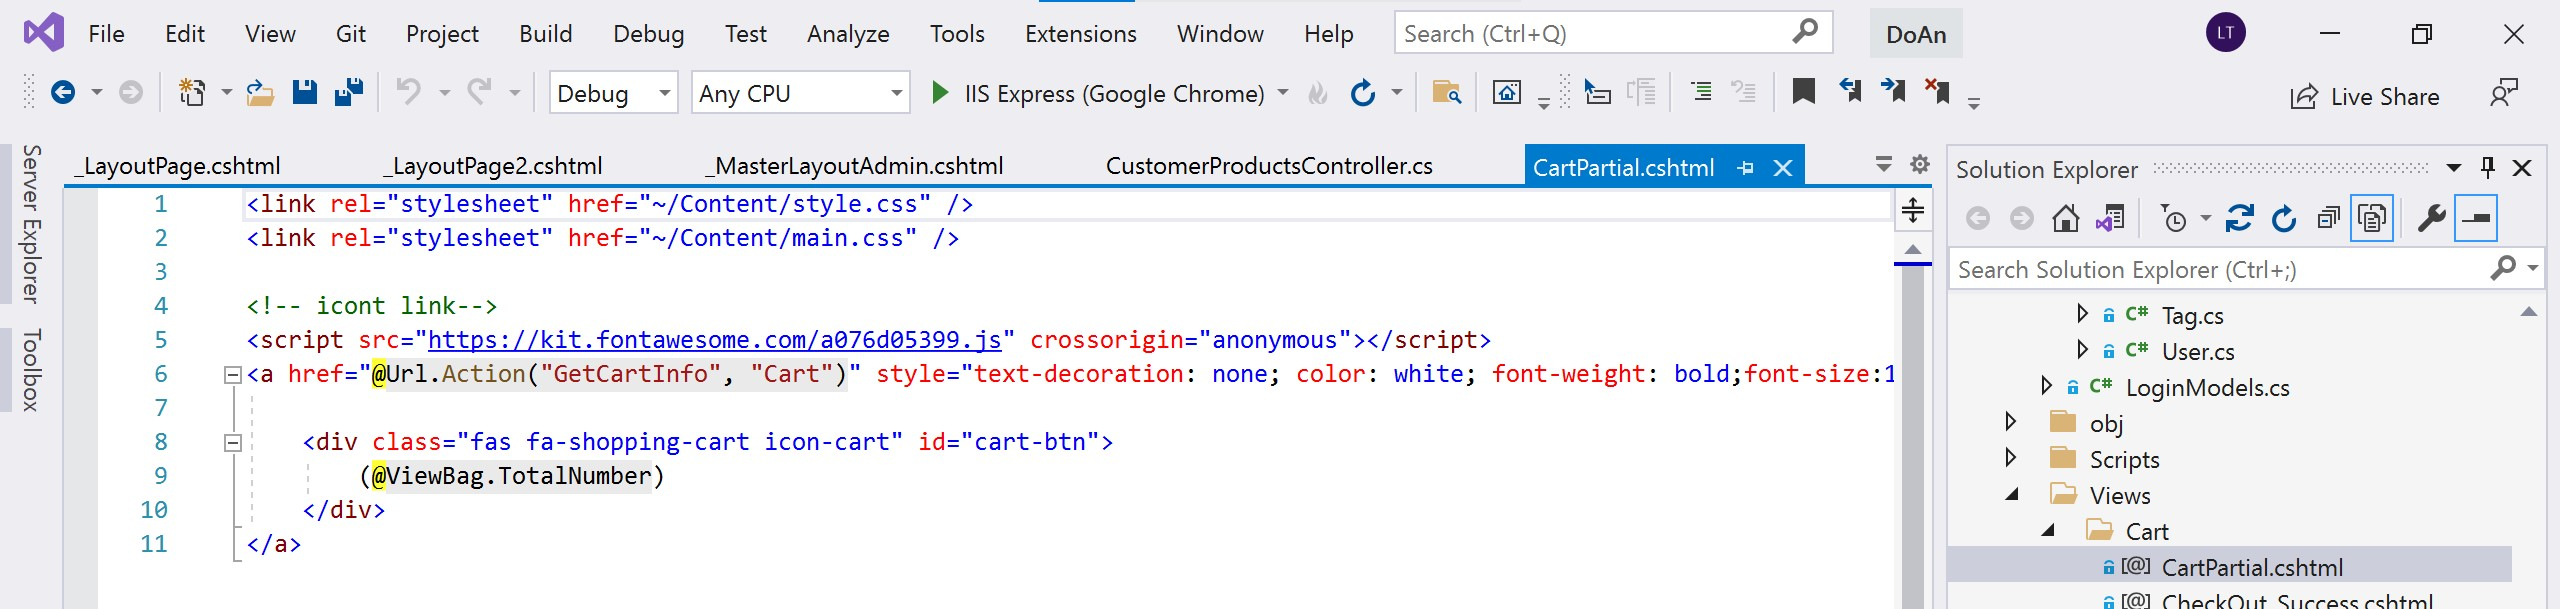 File Edit View Git Project Build Debug Test Analyze Tools Extensions Window Help Search (Ctrl+Q) DoAn LT
Debug Any CPU IIS Express (Google Chrome) Live Share
Server Explorer
Toolbox
_LayoutPage.cshtml _LayoutPage2.cshtml _MasterLayoutAdmin.cshtml CustomerProductsController.cs CartPartial.cshtml
1 <link rel="stylesheet" href="~/Content/style.css" />
2 <link rel="stylesheet" href="~/Content/main.css" />
3
4 <!-- icont link-->
5 <script src="https://kit.fontawesome.com/a076d05399.js" crossorigin="anonymous"></script>
6 <a href="@Url.Action("GetCartInfo", "Cart")" style="text-decoration: none; color: white; font-weight: bold;font-size:1
7
8 <div class="fas fa-shopping-cart icon-cart" id="cart-btn">
9 (@ViewBag.TotalNumber)
10 </div>
11 </a>
Solution Explorer
Search Solution Explorer (Ctrl+;)
C# Tag.cs
C# User.cs
C# LoginModels.cs
obj
Scripts
Views
Cart
[@] CartPartial.cshtml
[@] CheckOut_Success.cshtml